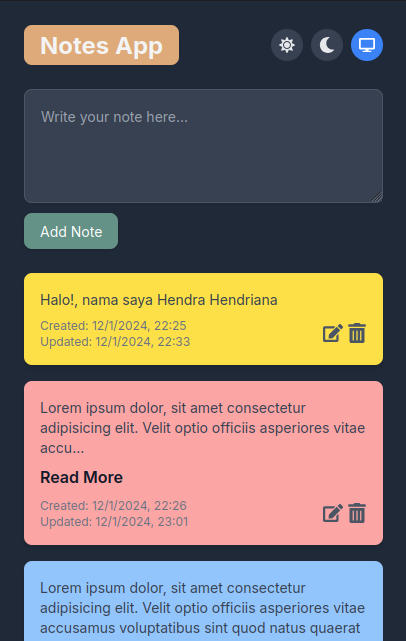 Notes App
Write your note here...
Add Note
Halo!, nama saya Hendra Hendriana
Created: 12/1/2024, 22:25
Updated: 12/1/2024, 22:33
Lorem ipsum dolor, sit amet consectetur
adipisicing elit. Velit optio officiis asperiores vitae
accu...
Read More
Created: 12/1/2024, 22:26
Updated: 12/1/2024, 23:01
Lorem ipsum dolor, sit amet consectetur
adipisicing elit. Velit optio officiis asperiores vitae
accusamus voluptatibus sint quod natus quaerat